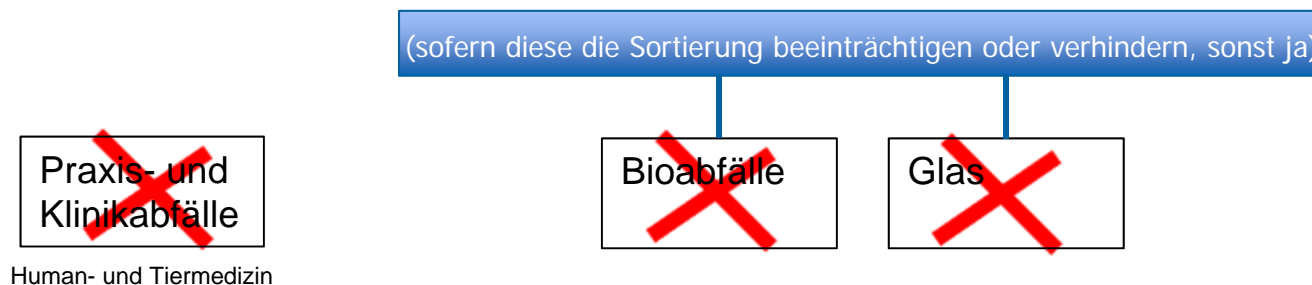 (sofern diese die Sortierung beeinträchtigen oder verhindern, sonst ja)
Praxis- und
Klinikabfälle
Human- und Tiermedizin
Bioabfälle
Glas